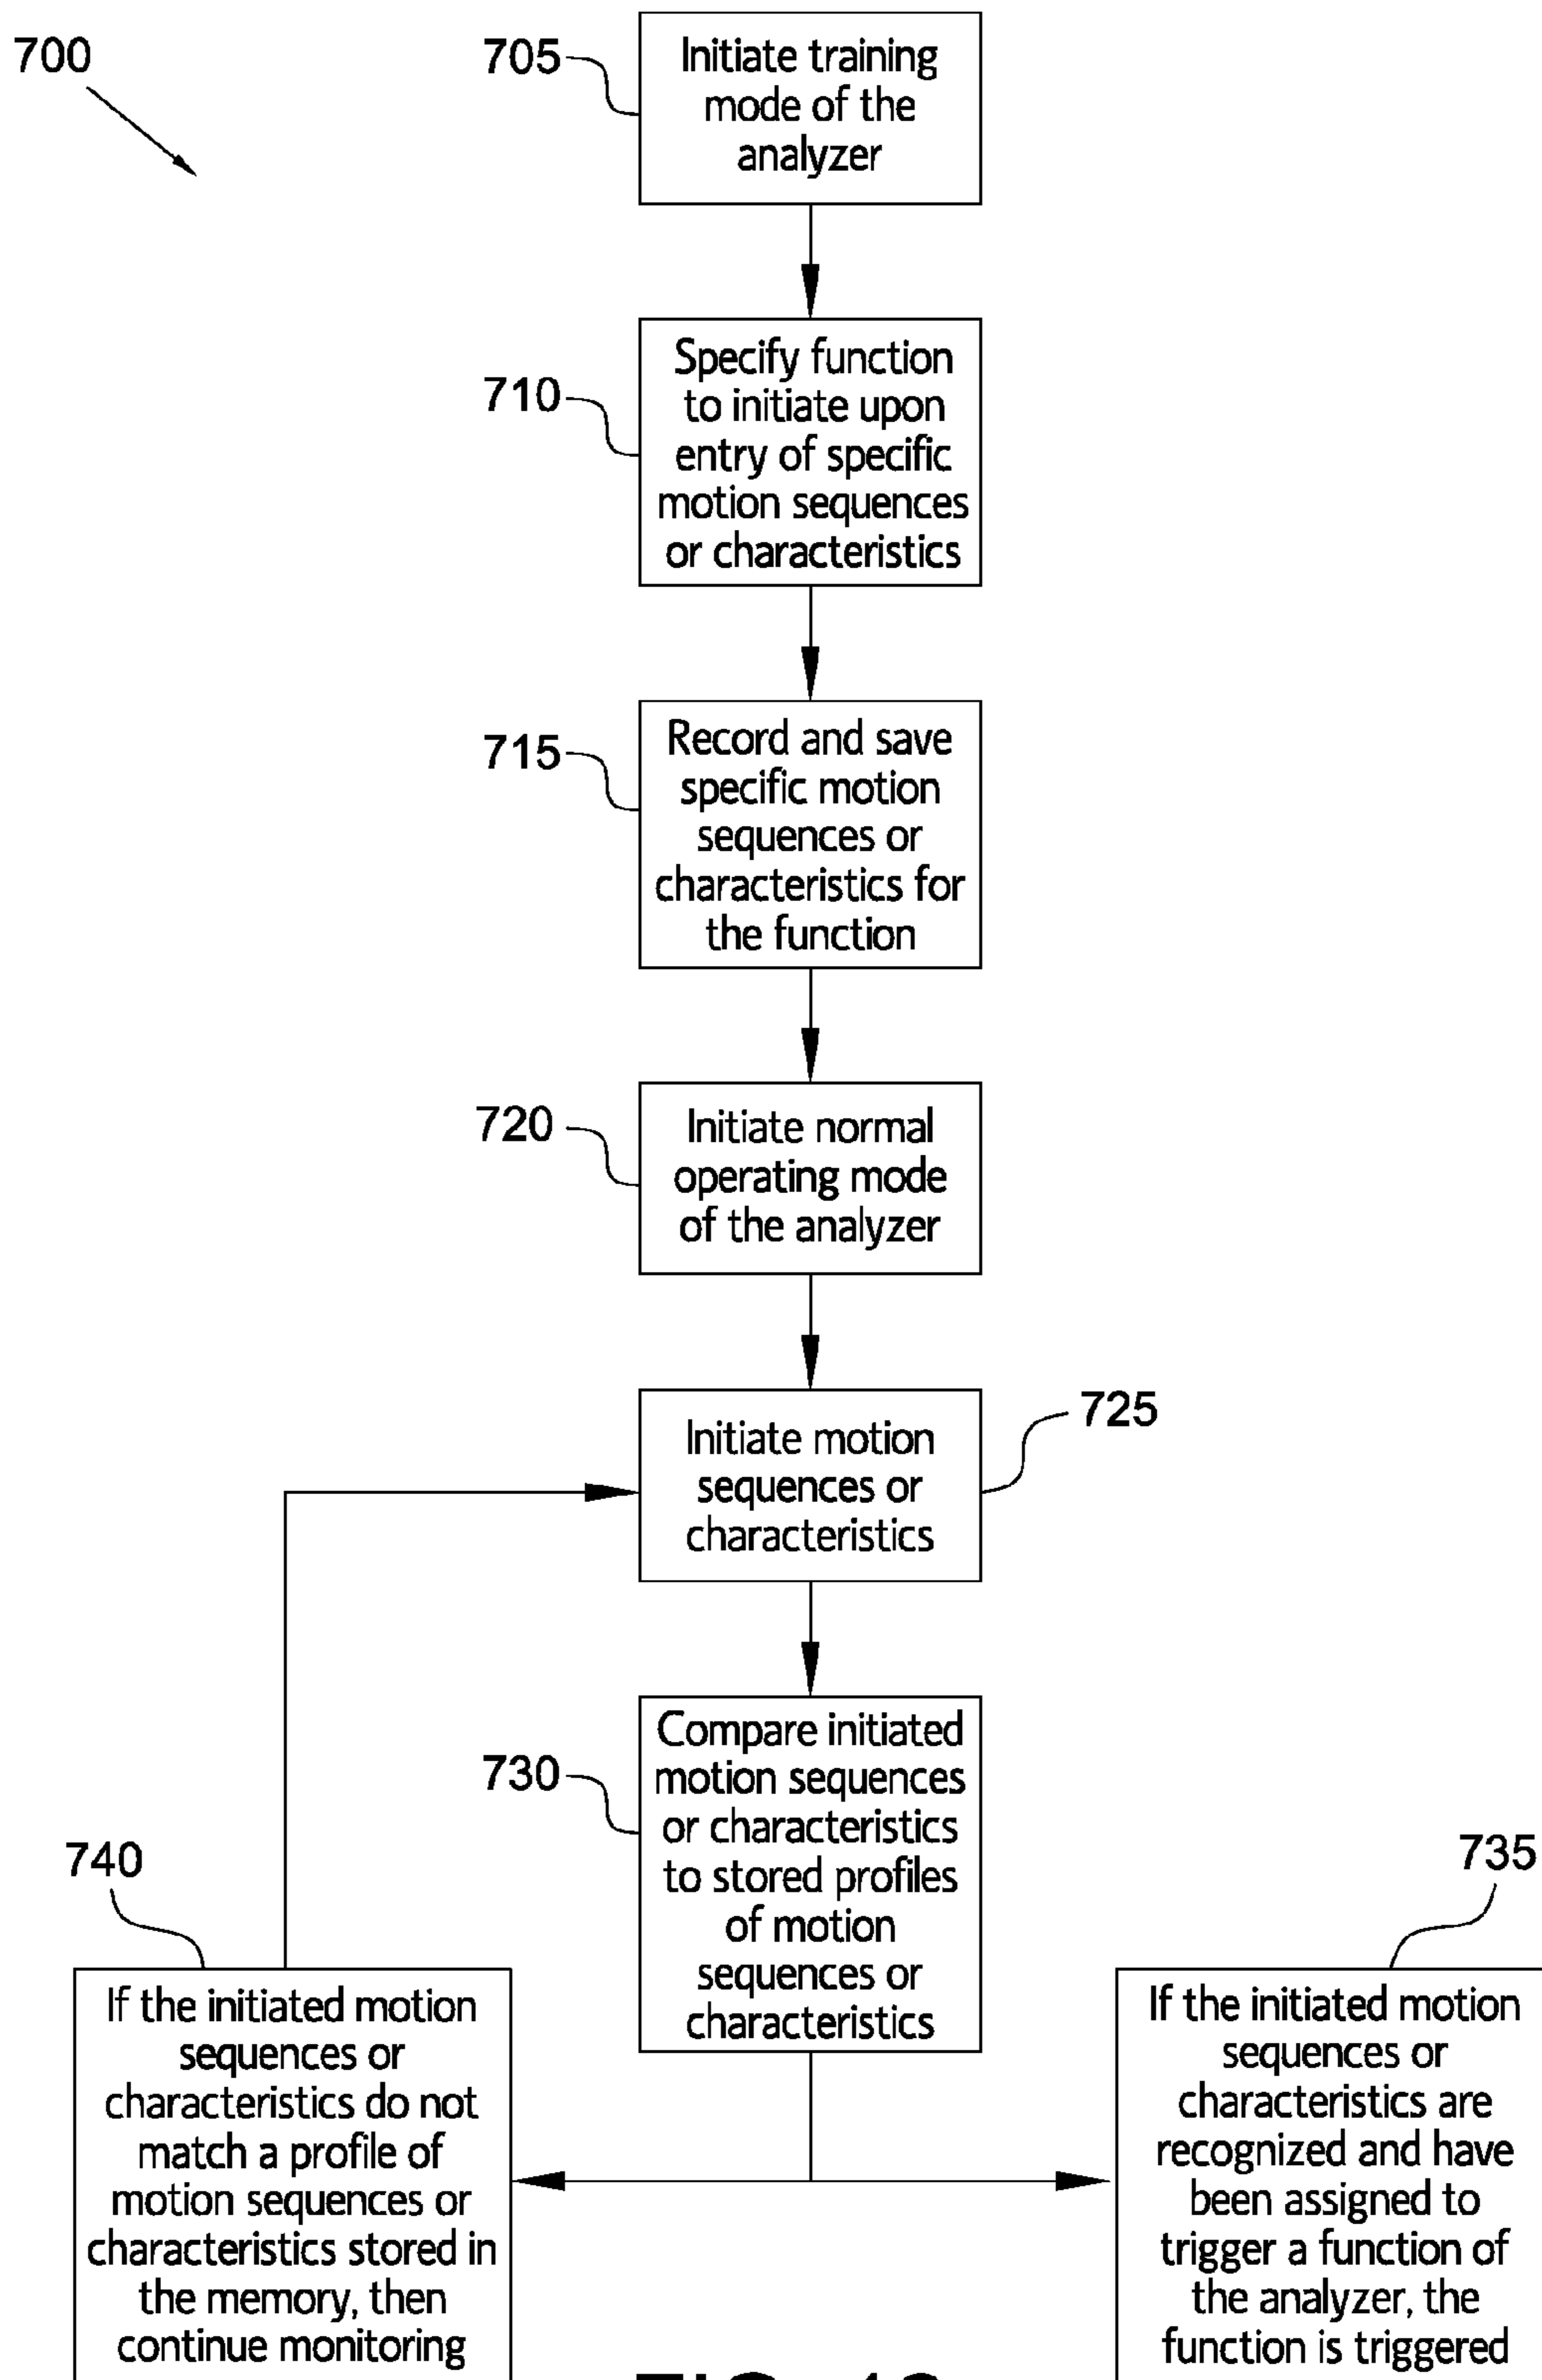 700
705
Initiate training
mode of the
analyzer
710
Specify function
to initiate upon
entry of specific
motion sequences
or characteristics
715
Record and save
specific motion
sequences or
characteristics for
the function
720
Initiate normal
operating mode
of the analyzer
725
Initiate motion
sequences or
characteristics
730
Compare initiated
motion sequences
or characteristics
to stored profiles
of motion
sequences or
characteristics
740
If the initiated motion
sequences or
characteristics do not
match a profile of
motion sequences or
characteristics stored in
the memory, then
continue monitoring
735
If the initiated motion
sequences or
characteristics are
recognized and have
been assigned to
trigger a function of
the analyzer, the
function is triggered